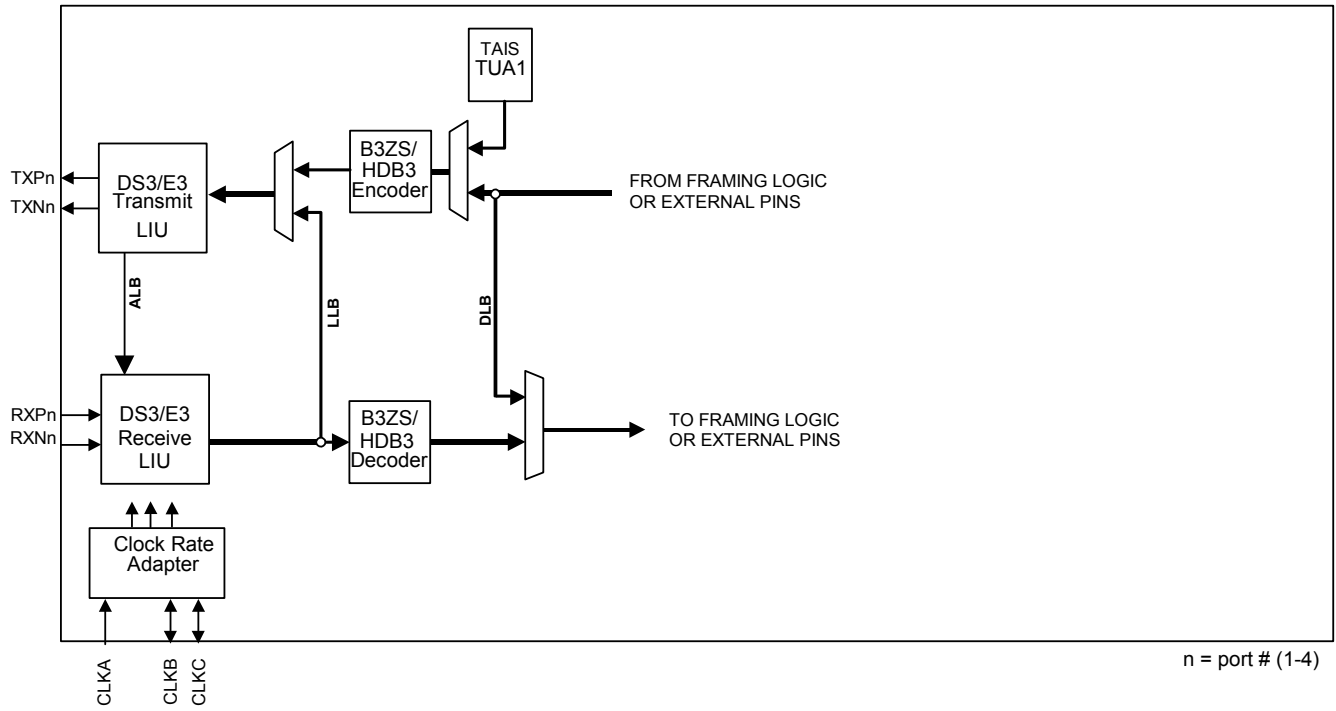 TAIS
TUA1
B3ZS/
HDB3
Encoder
FROM FRAMING LOGIC
OR EXTERNAL PINS
TXPn
TXNn
DS3/E3
Transmit
LIU
ALB
LLB
DLB
RXPn
RXNn
DS3/E3
Receive
LIU
B3ZS/
HDB3
Decoder
TO FRAMING LOGIC
OR EXTERNAL PINS
Clock Rate
Adapter
CLKA
CLKB
CLKC
n = port # (1-4)